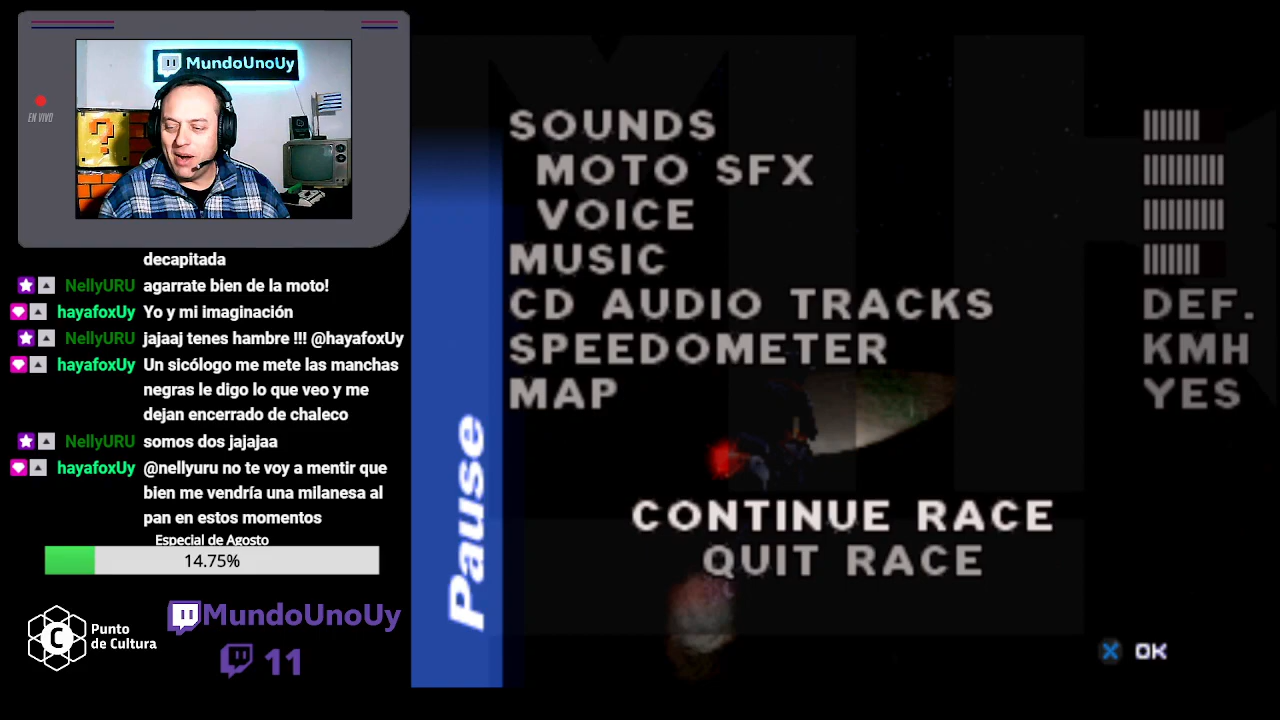 MundoUnoUy
EN VIVO
decapitada
NellyURU agarrate bien de la moto!
hayafoxUy Yo y mi imaginación
NellyURU jajaaj tenes hambre !!! @hayafoxUy
hayafoxUy Un sicólogo me mete las manchas
negras le digo lo que veo y me
dejan encerrado de chaleco
NellyURU somos dos jajajaa
hayafoxUy @nellyuru no te voy a mentir que
bien me vendría una milanesa al
pan en estos momentos
Especial de Agosto
14.75%
C Punto
de Cultura
MundoUnoUy
11
Pause
SOUNDS
MOTO SFX
VOICE
MUSIC
CD AUDIO TRACKS DEF.
SPEEDOMETER KMH
MAP YES
CONTINUE RACE
QUIT RACE
X OK